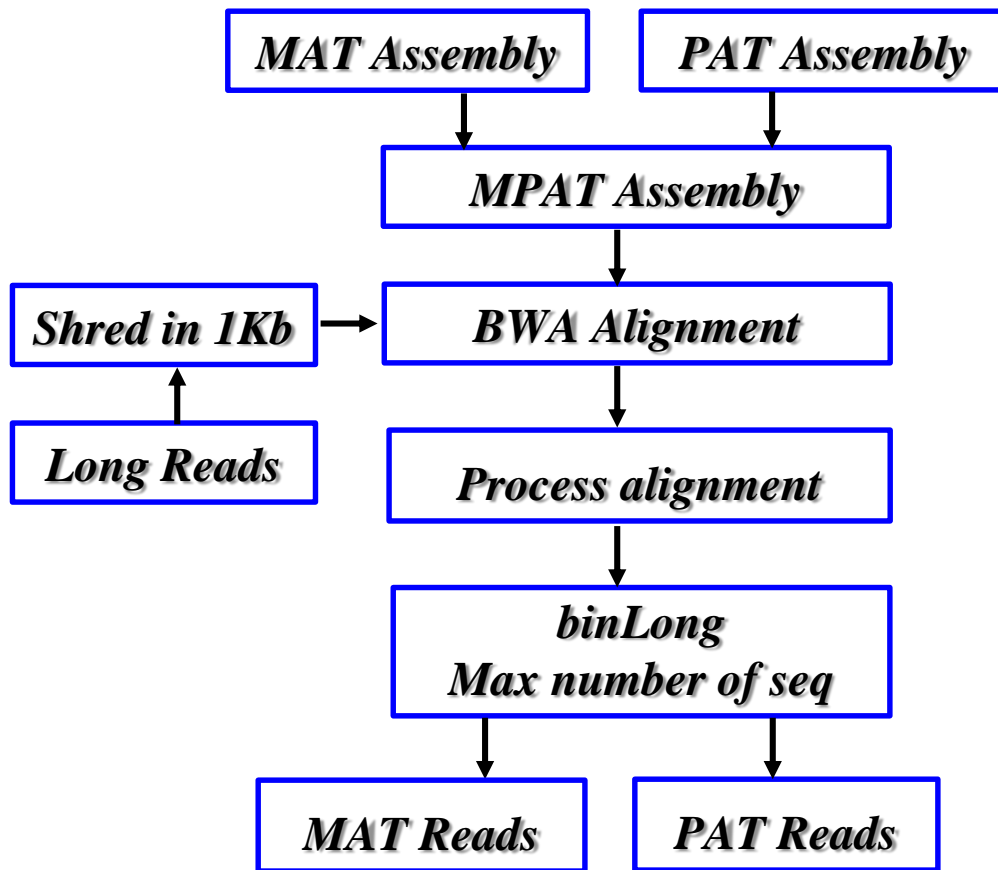 MAT Assembly
PAT Assembly
MPAT Assembly
Shred in 1Kb
BWA Alignment
Long Reads
Process alignment
binLong
Max number of seq
MAT Reads
PAT Reads